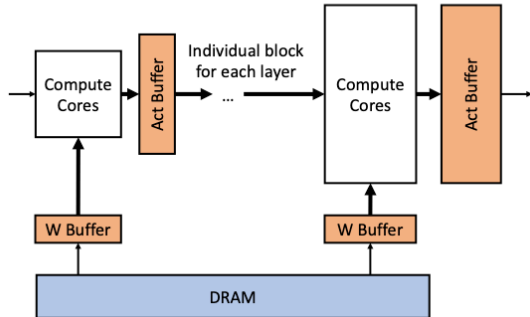 Individual block
for each layer
Compute
Cores
Act Buffer
...
Compute
Cores
Act Buffer
W Buffer
W Buffer
DRAM